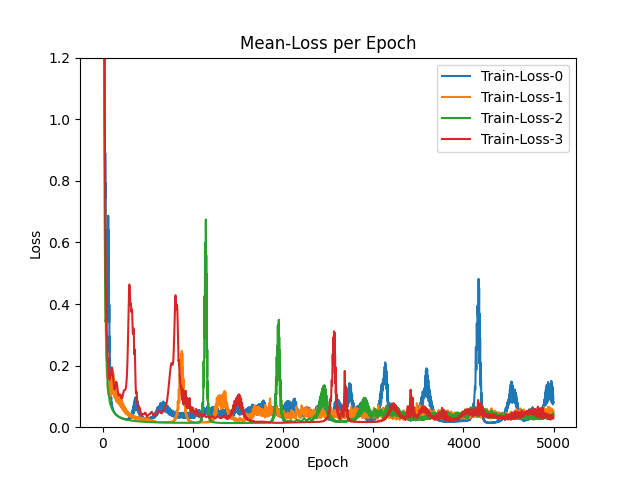 Mean-Loss per Epoch
1.2
1.0
0.8
0.6
0.4
0.2
0.0
Loss
Train-Loss-0
Train-Loss-1
Train-Loss-2
Train-Loss-3
0 1000 2000 3000 4000 5000
Epoch